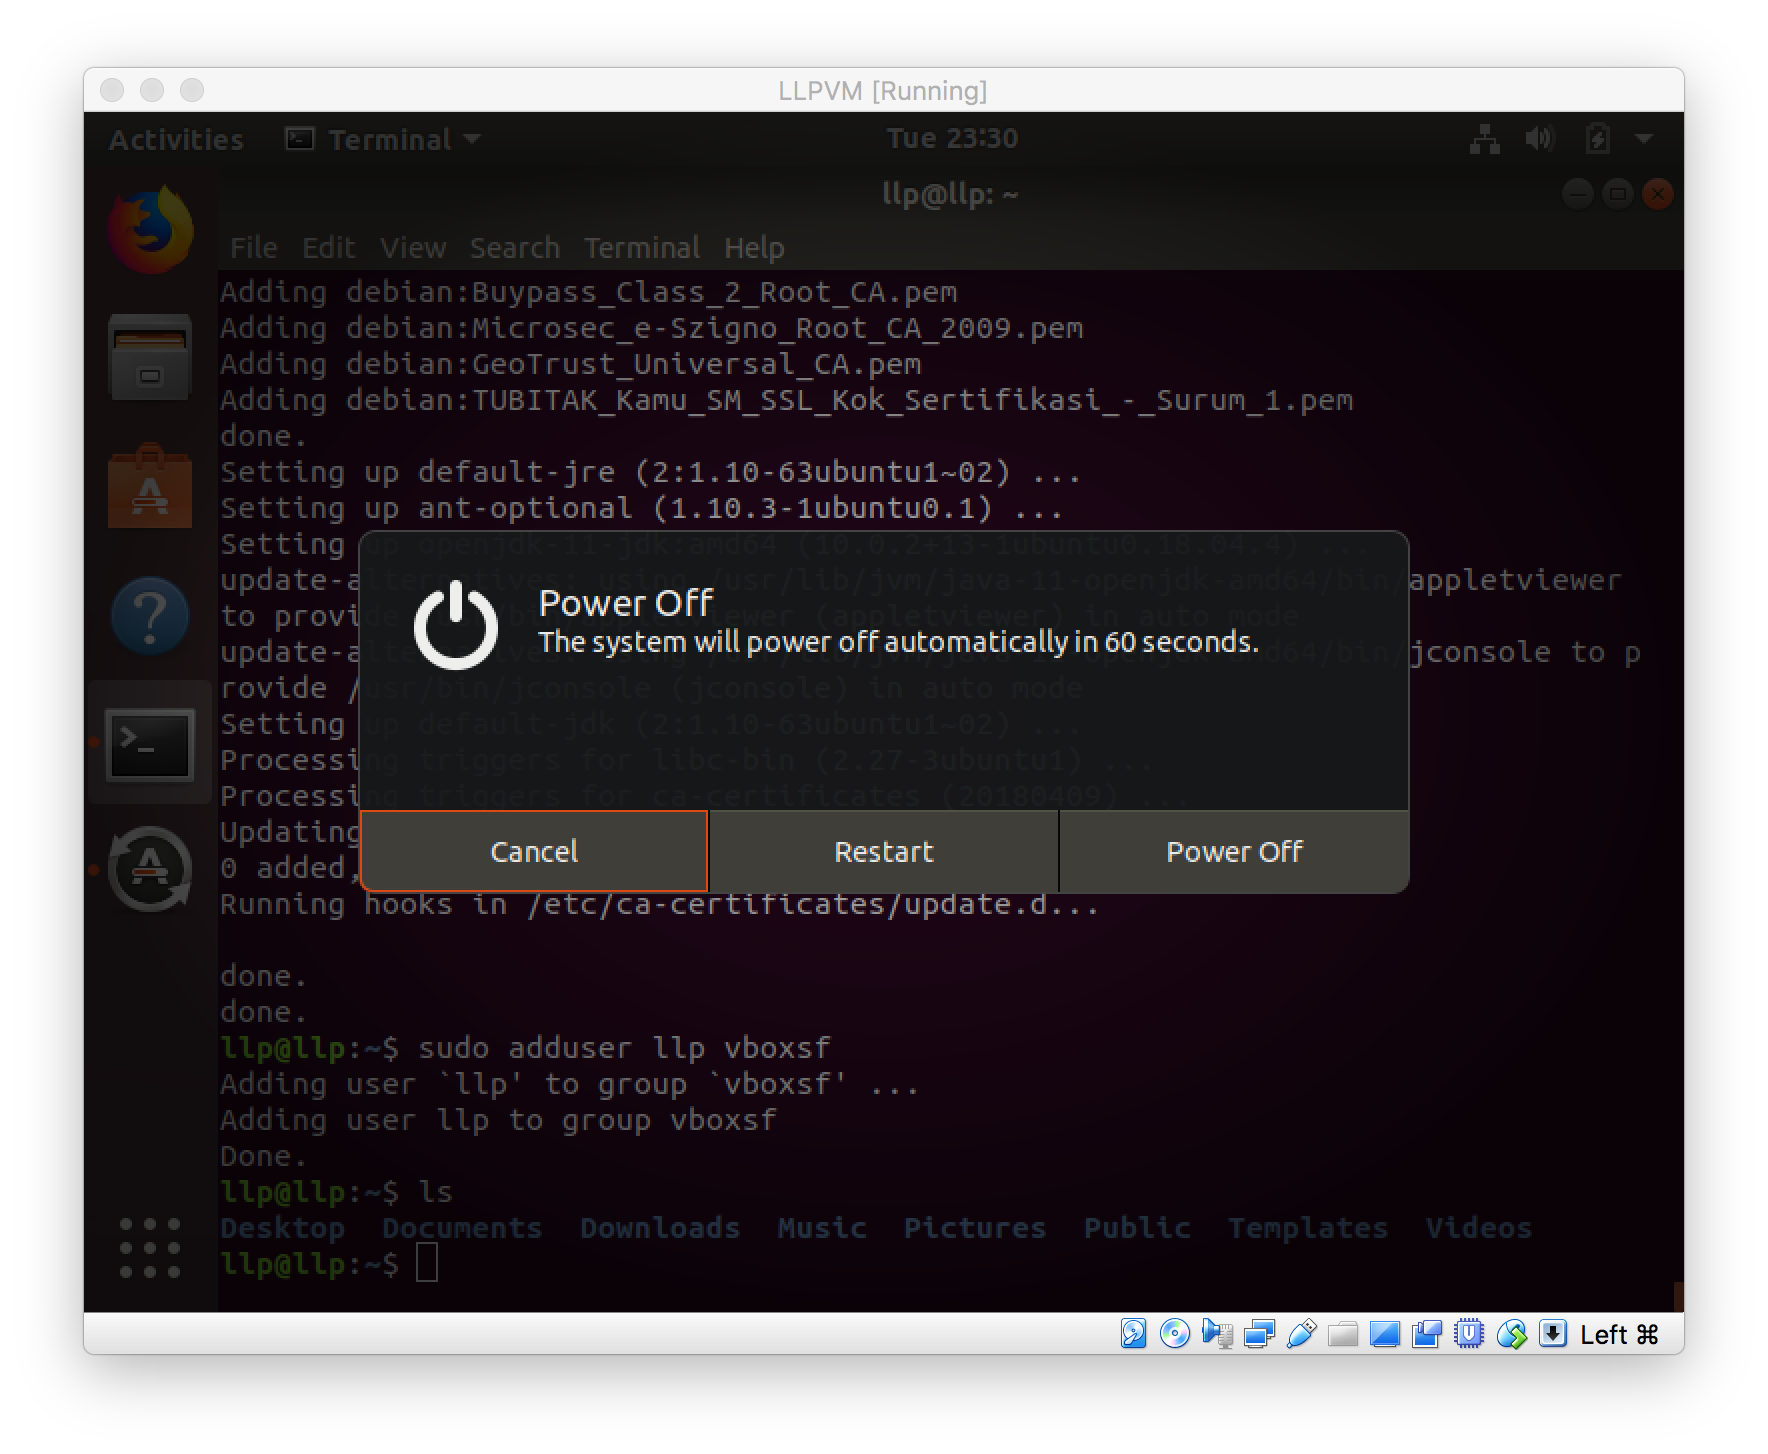 LLPVM [Running]
Activities Terminal Tue 23:30
llp@llp: ~
File Edit View Search Terminal Help
Adding debian:Buypass_Class_2_Root_CA.pem
Adding debian:Microsec_e-Szigno_Root_CA_2009.pem
Adding debian:GeoTrust_Universal_CA.pem
Adding debian:TUBITAK_Kamu_SM_SSL_Kok_Sertifikasi_-_Surum_1.pem
done.
Setting up default-jre (2:1.10-63ubuntu1~02) ...
Setting up ant-optional (1.10.3-1ubuntu0.1) ...
Setting up openjdk-11-jdk:amd64 (10.0.2+13-1ubuntu0.18.04.4) ...
update-alternatives: using /usr/lib/jvm/java-11-openjdk-amd64/bin/appletviewer
to provide /usr/bin/appletviewer (appletviewer) in auto mode
update-alternatives: using /usr/lib/jvm/java-11-openjdk-amd64/bin/jconsole to p
rovide /usr/bin/jconsole (jconsole) in auto mode
Setting up default-jdk (2:1.10-63ubuntu1~02) ...
Processing triggers for libc-bin (2.27-3ubuntu1) ...
Processing triggers for ca-certificates (20180409) ...
Updating
0 added,
Running hooks in /etc/ca-certificates/update.d...
done.
done.
llp@llp:~$ sudo adduser llp vboxsf
Adding user `llp' to group `vboxsf' ...
Adding user llp to group vboxsf
Done.
llp@llp:~$ ls
Desktop Documents Downloads Music Pictures Public Templates Videos
llp@llp:~$
Power Off
The system will power off automatically in 60 seconds.
Cancel Restart Power Off
Left ⌘